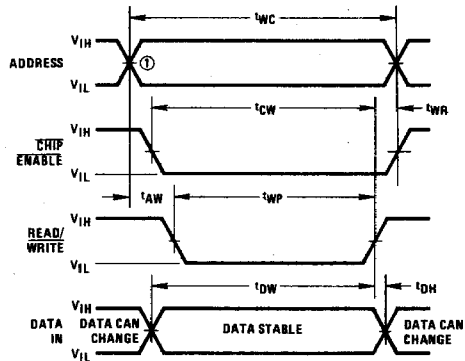 tWC
VIH
ADDRESS
①
VIL
tCW
tWR
VIH
CHIP
ENABLE
VIL
tAW
tWP
VIH
READ/
WRITE
VIL
tDW
tDH
VIH
DATA IN
DATA CAN CHANGE
DATA STABLE
DATA CAN CHANGE
VIL